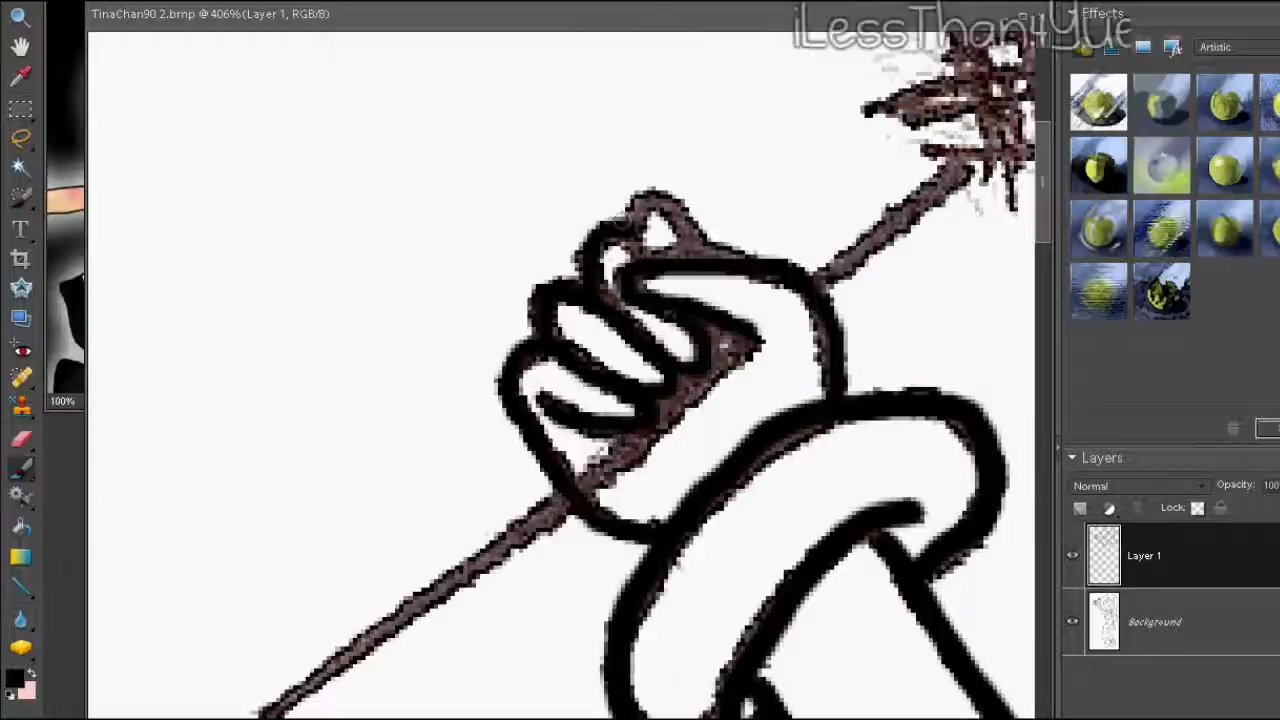 TinaChan90 2.bmp @ 406% (Layer 1, RGB/8)
iLessThan4Yue
Effects
Artistic
100%
Layers
Normal
Opacity: 100
Lock:
Layer 1
Background